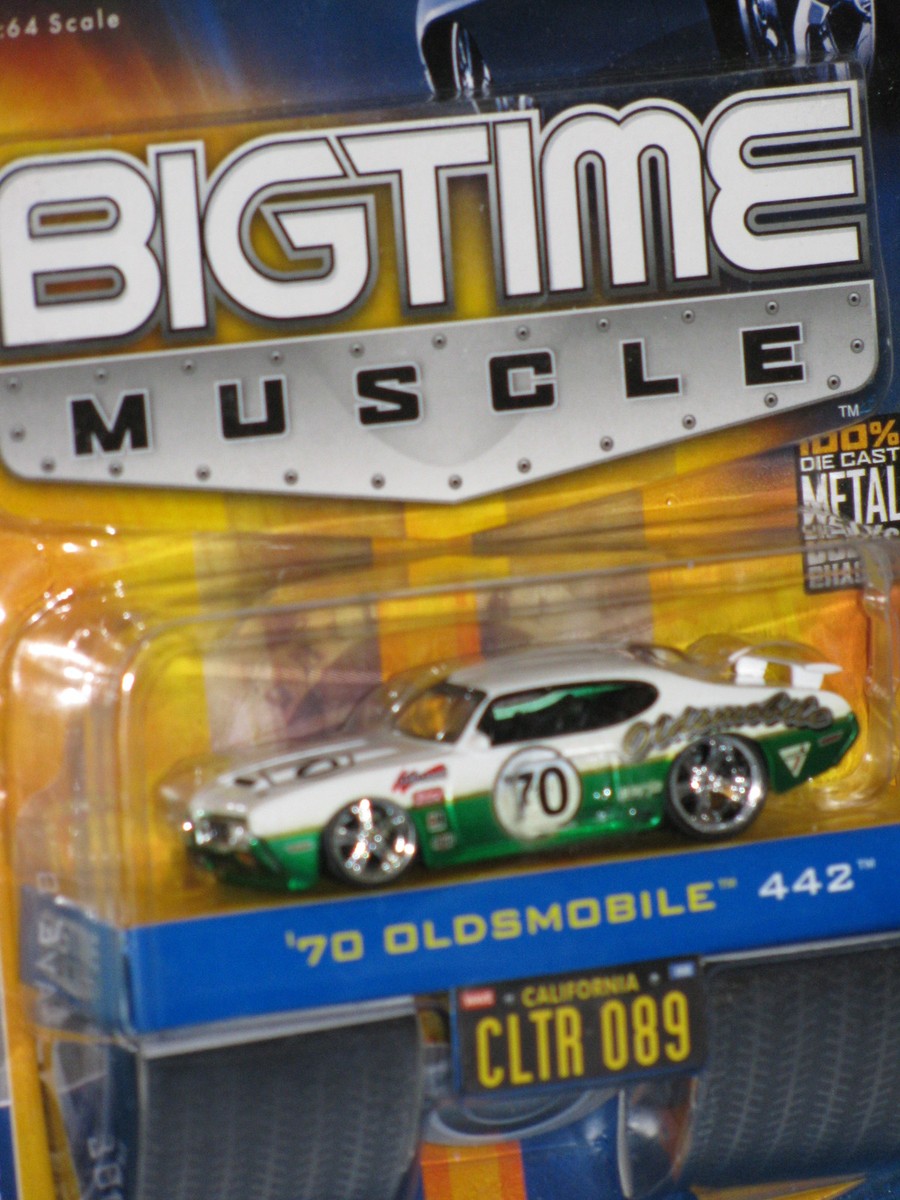 :64 Scale
BIGTIME
MUSCLE
TM
100%
DIE CAST
METAL
Oldsmobile
70
'70 OLDSMOBILE™ 442™
CALIFORNIA
CLTR 089